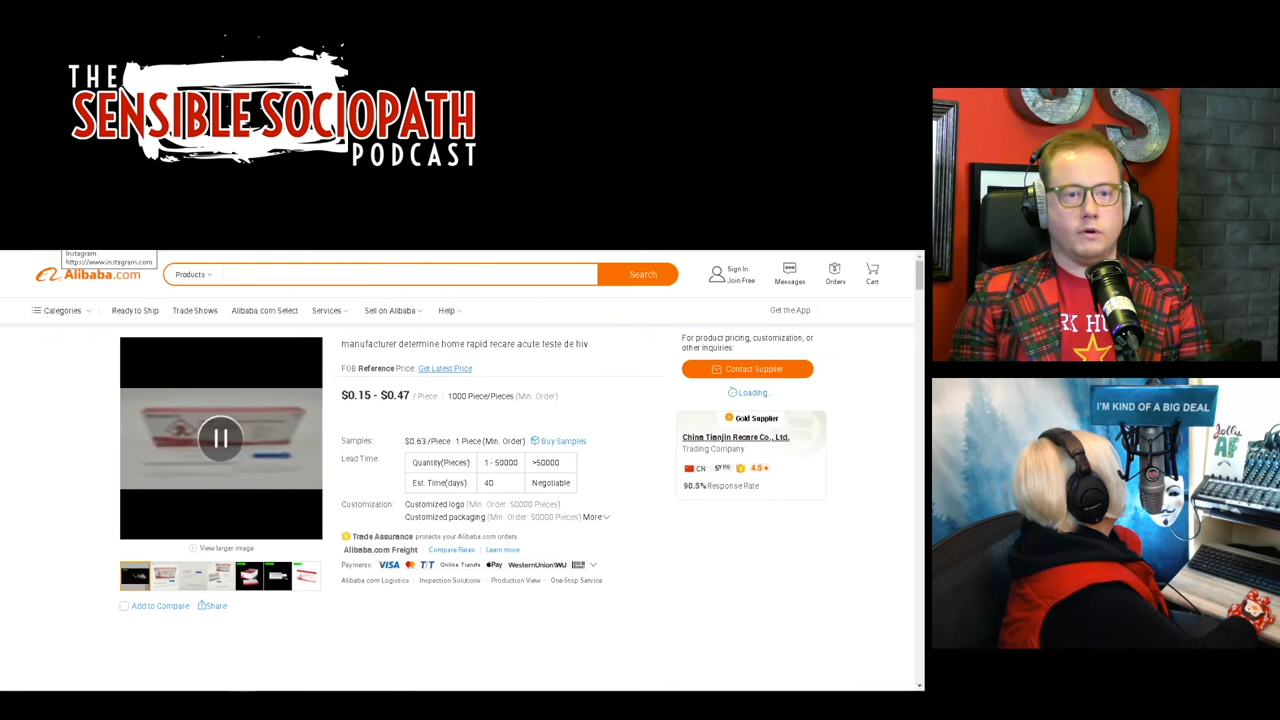 THE
SENSIBLE SOCIOPATH
PODCAST
Instagram
https://www.instagram.com
Alibaba.com
Products
Search
Sign In
Join Free
Messages
Orders
Cart
Categories
Ready to Ship
Trade Shows
Alibaba.com Select
Services
Sell on Alibaba
Help
Get the App
manufacturer determine home rapid recare acute teste de hiv
FOB Reference Price: Get Latest Price
$0.15 - $0.47 / Piece | 1000 Piece/Pieces (Min. Order)
Samples: $0.63 /Piece 1 Piece (Min. Order) Buy Samples
Lead Time: Quantity(Pieces) 1 - 50000 >50000
Est. Time(days) 40 Negotiable
Customization: Customized logo (Min. Order: 50000 Pieces)
Customized packaging (Min. Order: 50000 Pieces) More
Trade Assurance protects your Alibaba.com orders
Alibaba.com Freight | Compare Rates | Learn more
Payments: VISA T/T Online Transfer Pay WesternUnion WU
Alibaba.com Logistics · Inspection Solutions · Production View · One-Stop Service
View larger image
Add to Compare Share
For product pricing, customization, or
other inquiries:
Contact Supplier
Loading...
Gold Supplier
China Tianjin Recare Co., Ltd.
Trading Company
CN 5YRS 4.5
90.5% Response Rate
S
RK HU
I'M KIND OF A BIG DEAL
Jolly
AF